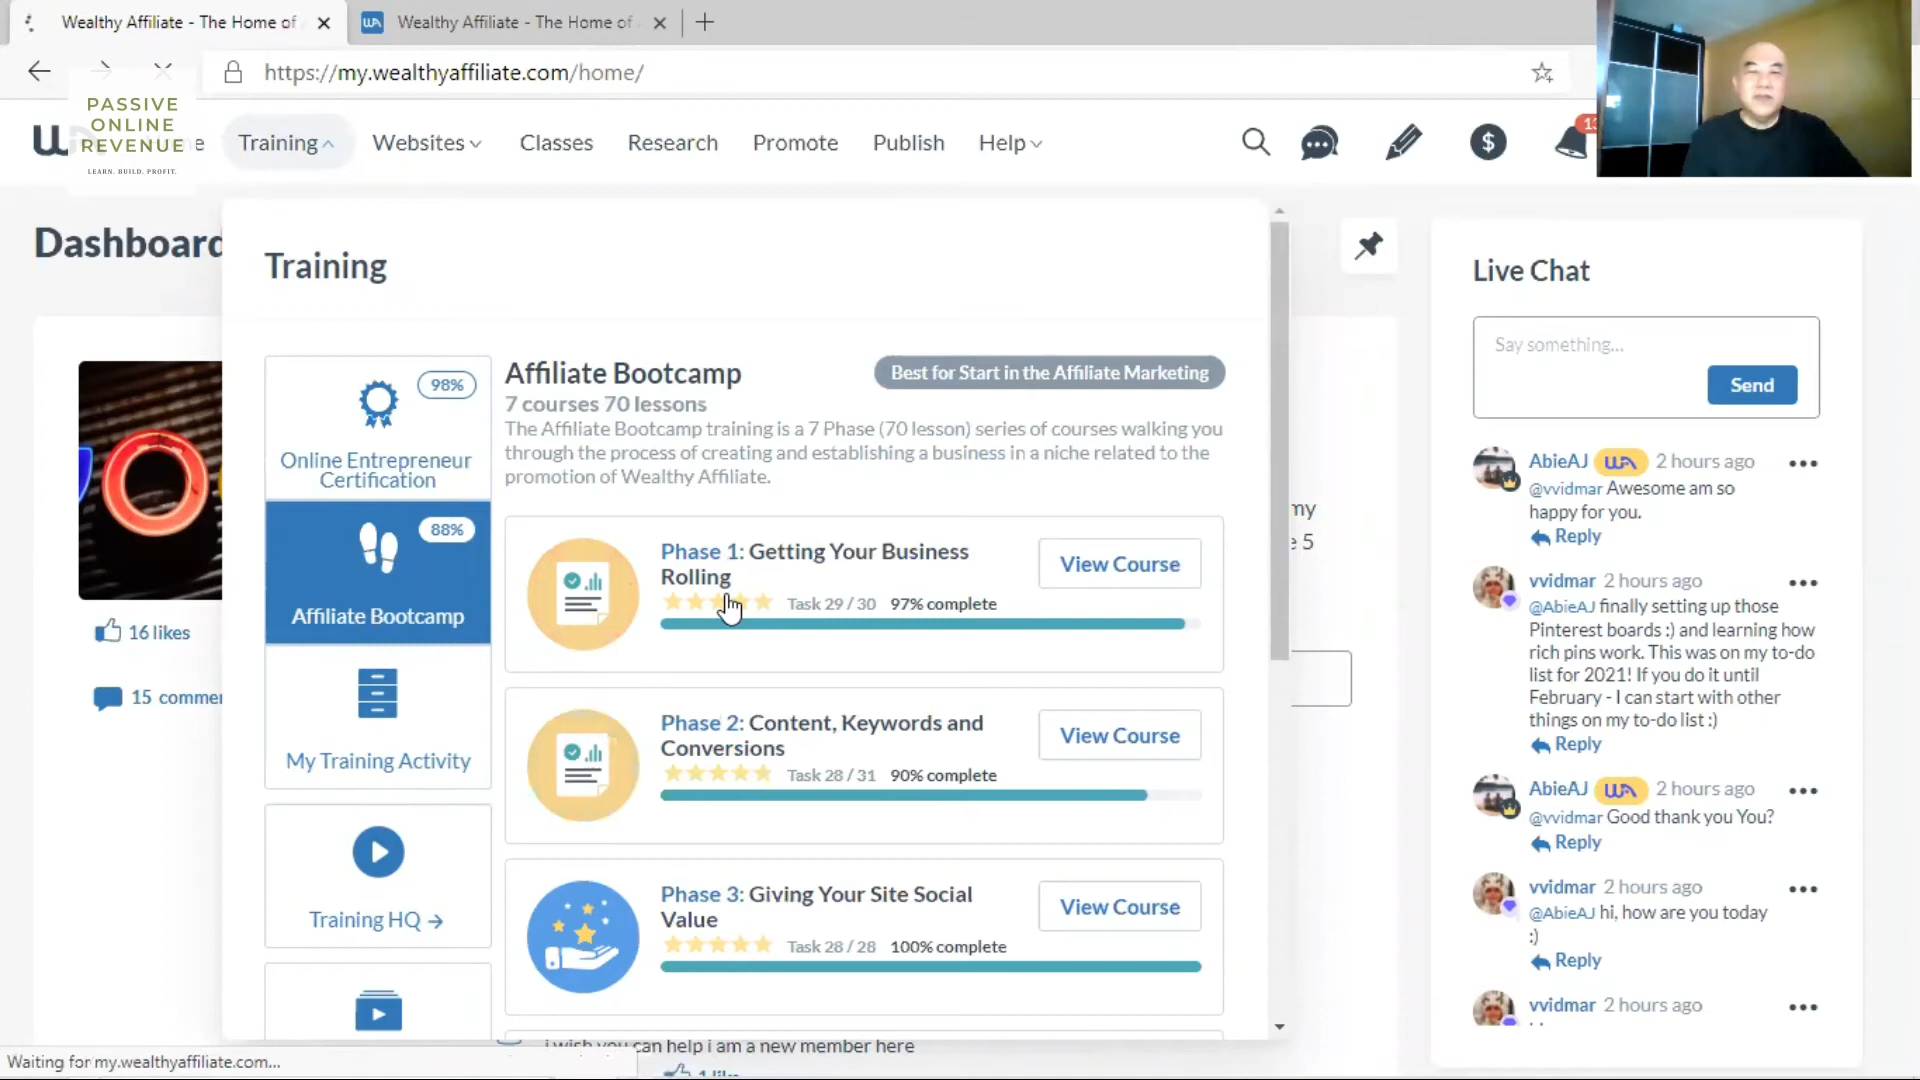 Wealthy Affiliate - The Home of
Wealthy Affiliate - The Home of
https://my.wealthyaffiliate.com/home/
PASSIVE
ONLINE
REVENUE
LEARN. BUILD. PROFIT.
Training
Websites
Classes
Research
Promote
Publish
Help
Dashboard
Training
98%
Online Entrepreneur
Certification
88%
Affiliate Bootcamp
My Training Activity
Training HQ →
Affiliate Bootcamp
Best for Start in the Affiliate Marketing
7 courses 70 lessons
The Affiliate Bootcamp training is a 7 Phase (70 lesson) series of courses walking you
through the process of creating and establishing a business in a niche related to the
promotion of Wealthy Affiliate.
Phase 1: Getting Your Business
Rolling
Task 29 / 30 97% complete
View Course
Phase 2: Content, Keywords and
Conversions
Task 28 / 31 90% complete
View Course
Phase 3: Giving Your Site Social
Value
Task 28 / 28 100% complete
View Course
16 likes
15 commer
my
e 5
i wish you can help i am a new member here
Live Chat
Say something...
Send
AbieAJ WA 2 hours ago
@vvidmar Awesome am so
happy for you.
Reply
vvidmar 2 hours ago
@AbieAJ finally setting up those
Pinterest boards :) and learning how
rich pins work. This was on my to-do
list for 2021! If you do it until
February - I can start with other
things on my to-do list :)
Reply
AbieAJ WA 2 hours ago
@vvidmar Good thank you You?
Reply
vvidmar 2 hours ago
@AbieAJ hi, how are you today
:)
Reply
vvidmar 2 hours ago
Waiting for my.wealthyaffiliate.com...